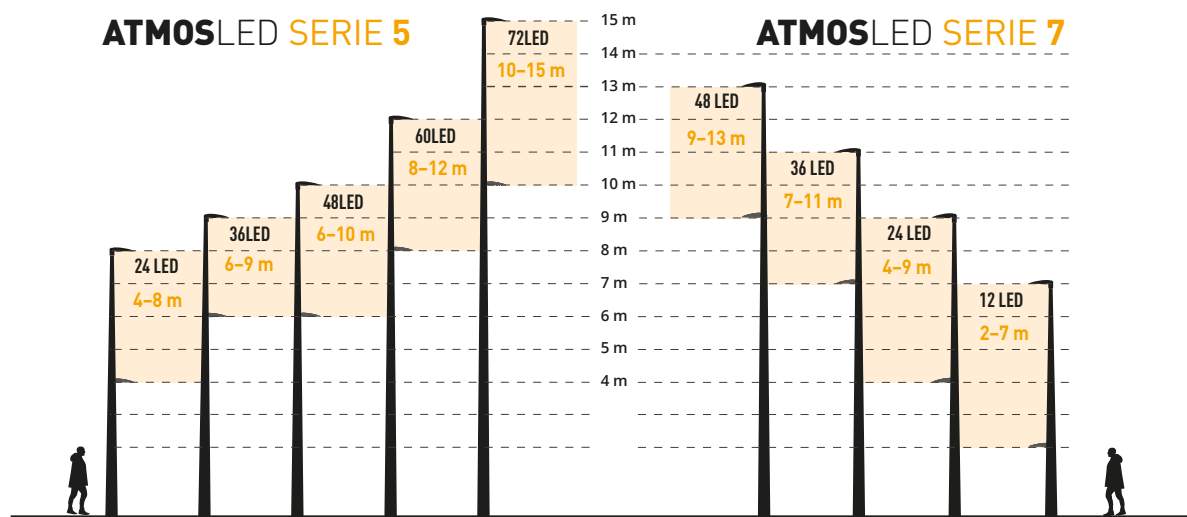 ATMOSLED SERIE 5
24 LED
4–8 m
36LED
6–9 m
48LED
6–10 m
60LED
8–12 m
72LED
10–15 m
15 m
14 m
13 m
12 m
11 m
10 m
9 m
8 m
7 m
6 m
5 m
4 m
ATMOSLED SERIE 7
48 LED
9–13 m
36 LED
7–11 m
24 LED
4–9 m
12 LED
2–7 m